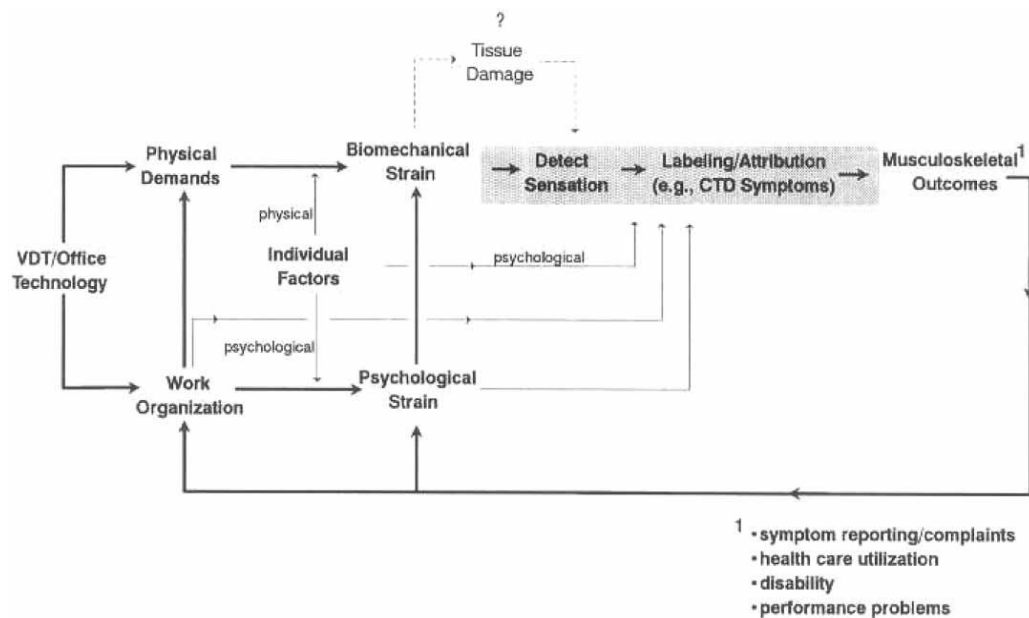 ?
Tissue
Damage
Physical
Demands
Biomechanical
Strain
Detect
Sensation
Labeling/Attribution
(e.g., CTD Symptoms)
Musculoskeletal1
Outcomes
physical
VDT/Office
Technology
Individual
Factors
psychological
psychological
Work
Organization
Psychological
Strain
1 • symptom reporting/complaints
• health care utilization
• disability
• performance problems